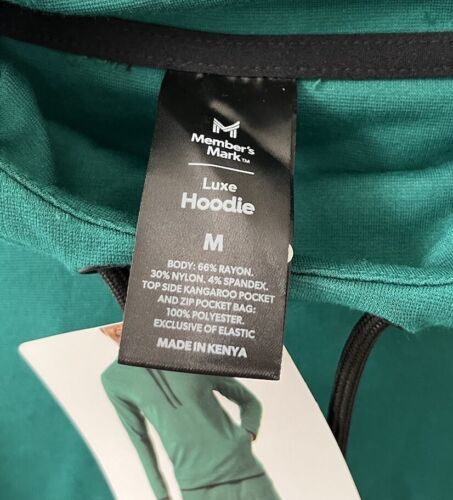 Member's
Mark™
Luxe
Hoodie
M
BODY: 66% RAYON.
30% NYLON. 4% SPANDEX.
TOP SIDE KANGAROO POCKET
AND ZIP POCKET BAG:
100% POLYESTER.
EXCLUSIVE OF ELASTIC
MADE IN KENYA